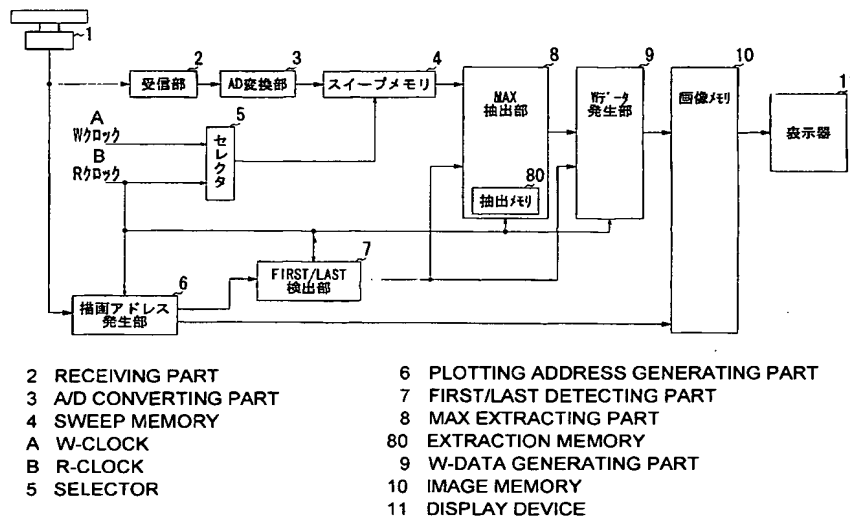 1
2
受信部
3
AD変換部
4
スイープメモリ
8
MAX
抽出部
9
Wデータ
発生部
10
画像メモリ
1
表示器
A
Wクロック
B
Rクロック
5
セレクタ
80
抽出メモリ
7
FIRST/LAST
検出部
6
描画アドレス
発生部
2 RECEIVING PART
3 A/D CONVERTING PART
4 SWEEP MEMORY
A W-CLOCK
B R-CLOCK
5 SELECTOR
6 PLOTTING ADDRESS GENERATING PART
7 FIRST/LAST DETECTING PART
8 MAX EXTRACTING PART
80 EXTRACTION MEMORY
9 W-DATA GENERATING PART
10 IMAGE MEMORY
11 DISPLAY DEVICE